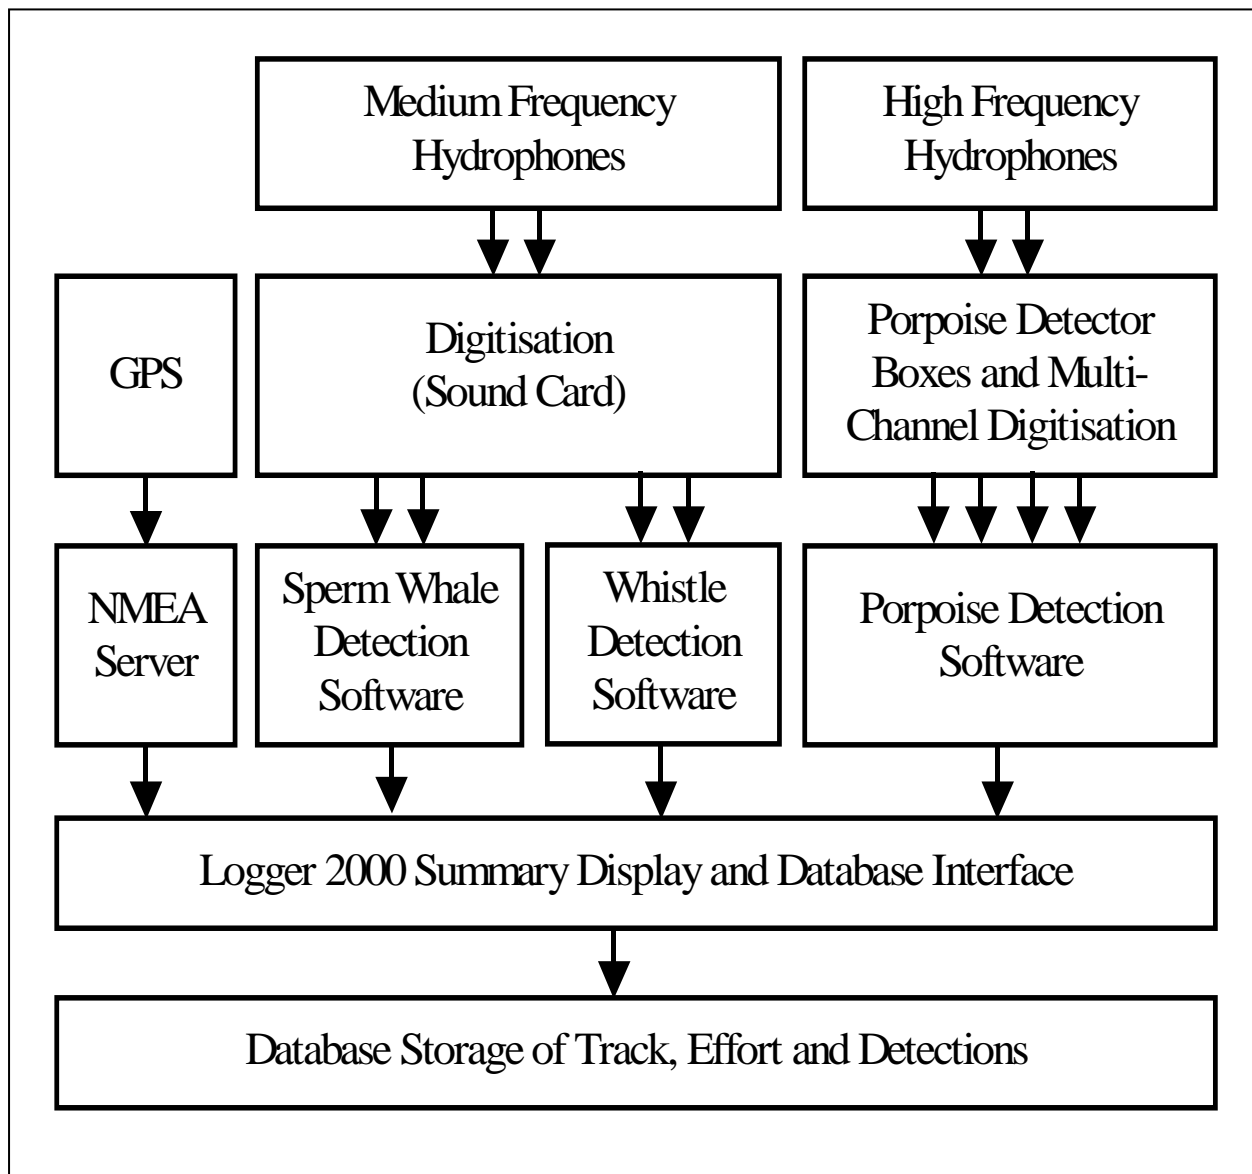 Medium Frequency
Hydrophones
High Frequency
Hydrophones
GPS
Digitisation
(Sound Card)
Porpoise Detector
Boxes and Multi-
Channel Digitisation
NMEA
Server
Sperm Whale
Detection
Software
Whistle
Detection
Software
Porpoise Detection
Software
Logger 2000 Summary Display and Database Interface
Database Storage of Track, Effort and Detections